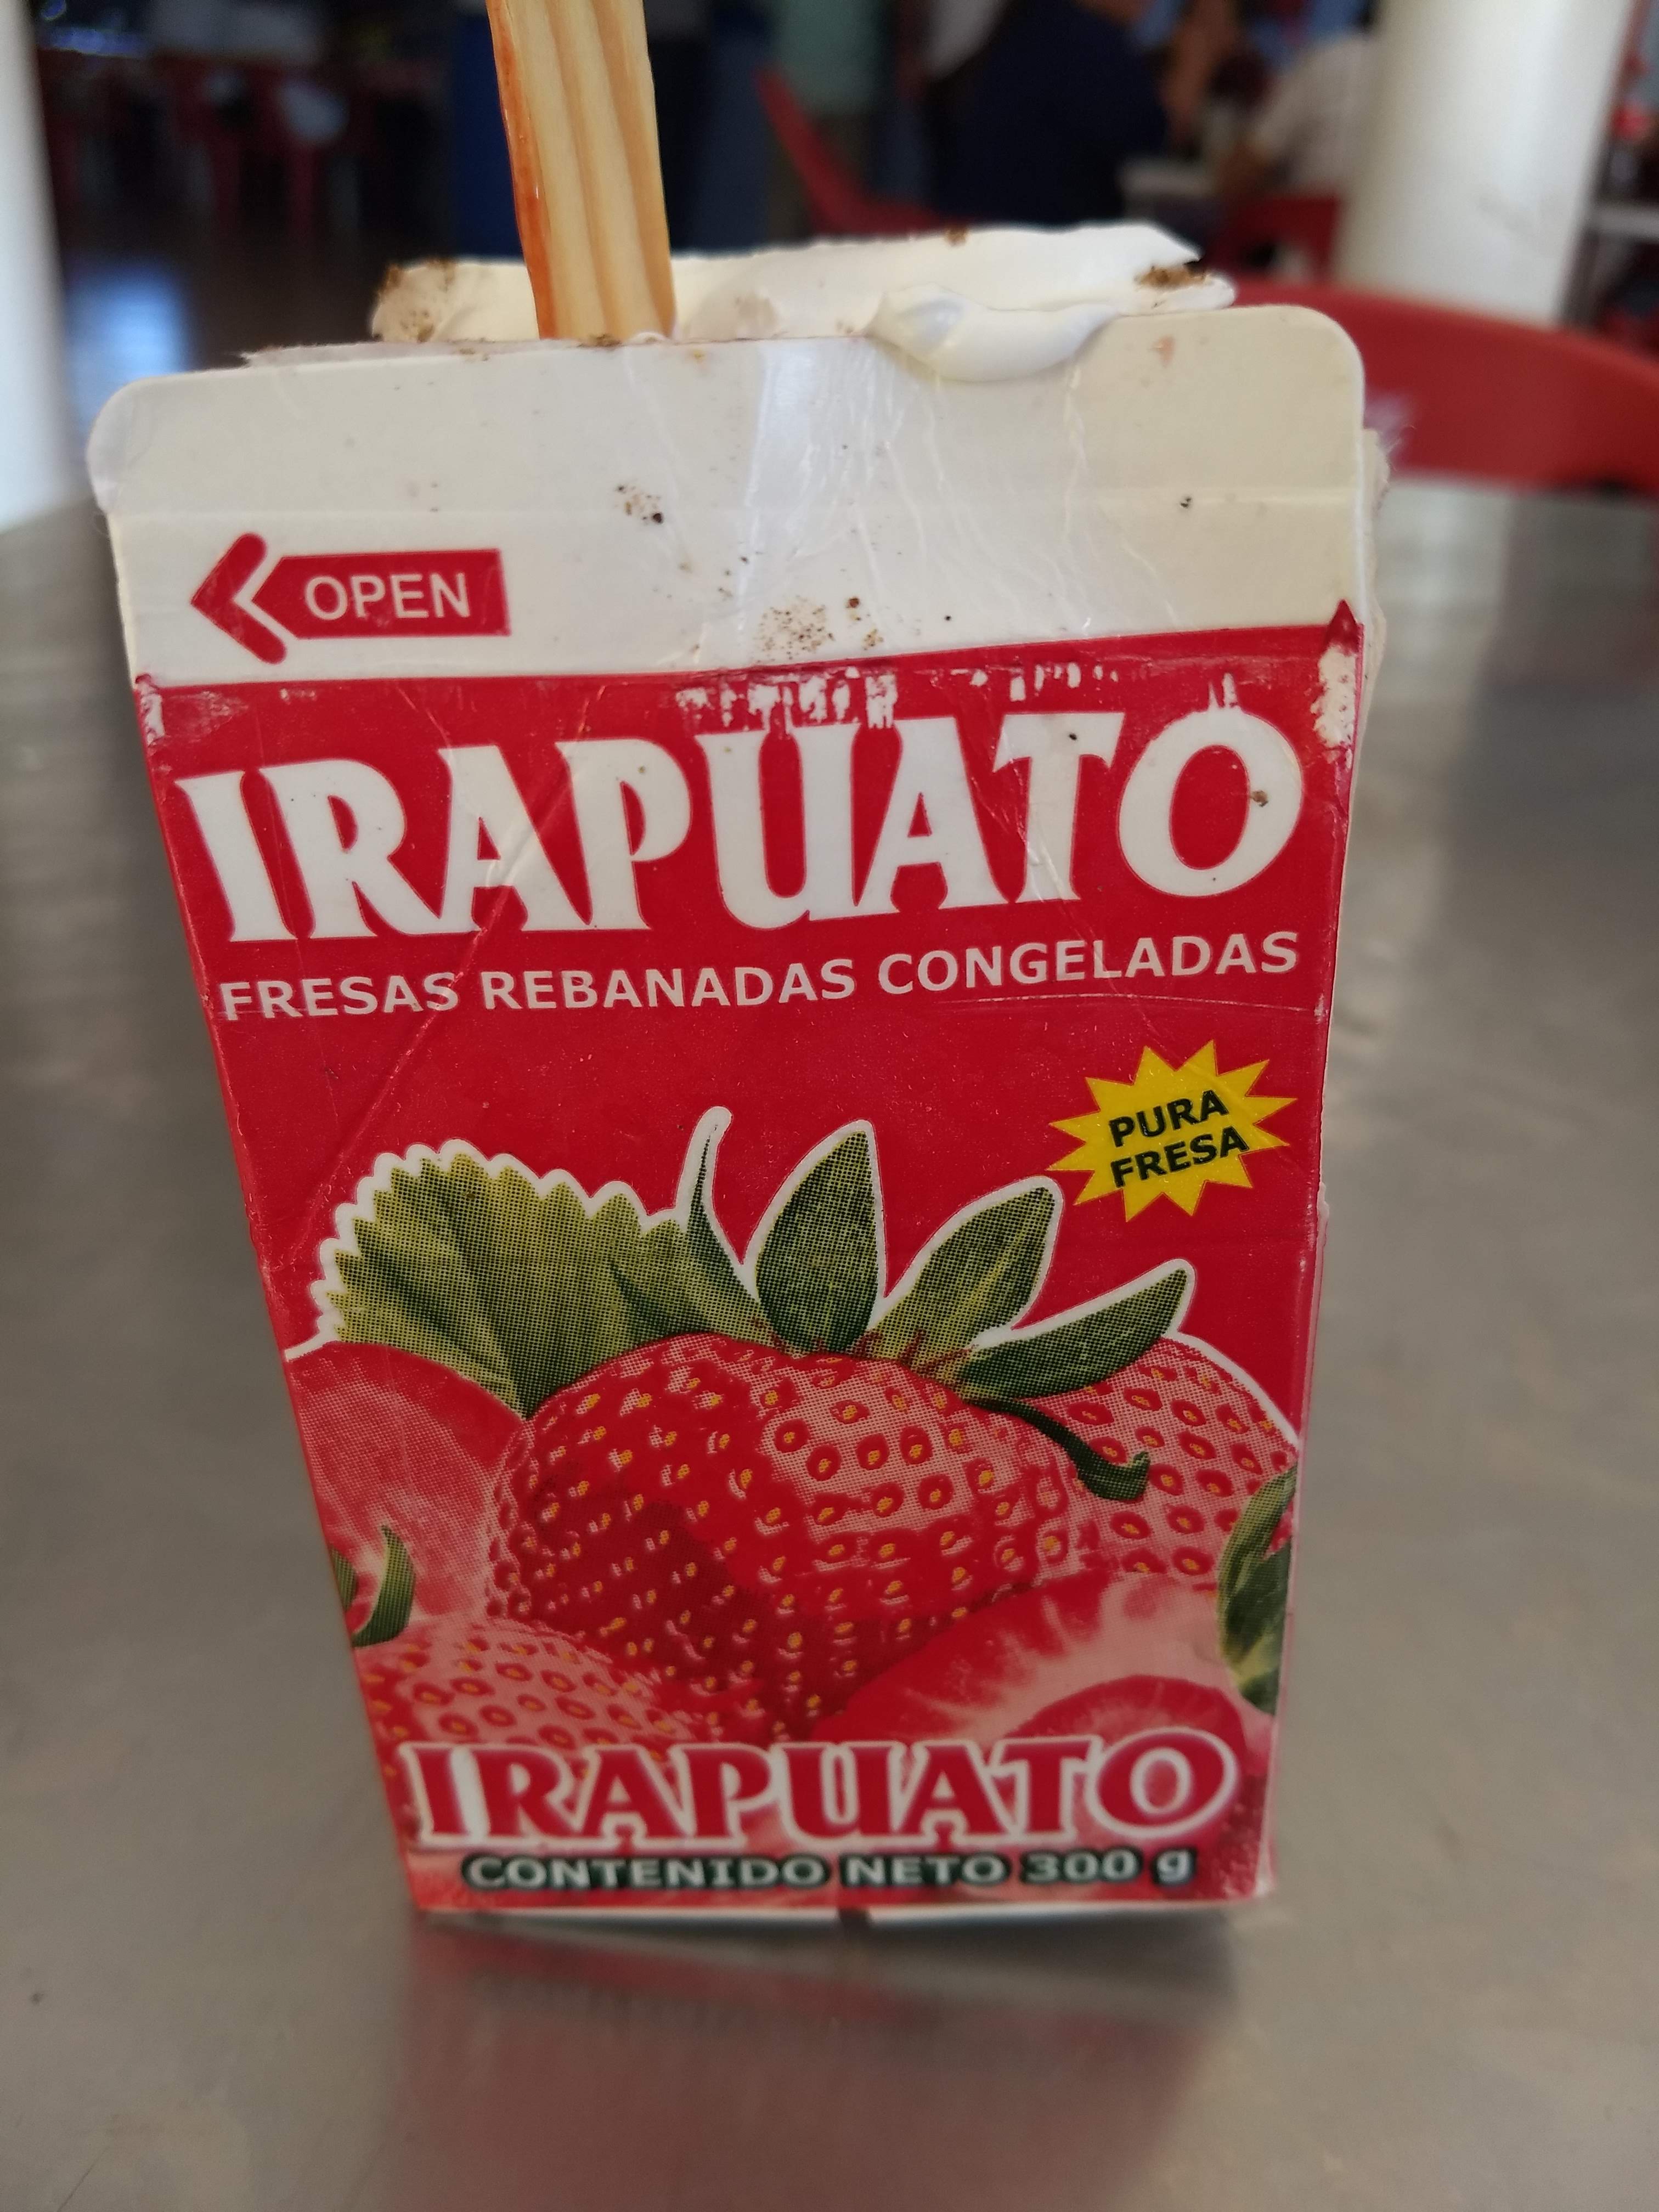 OPEN
IRAPUATO
FRESAS REBANADAS CONGELADAS
PURA
FRESA
IRAPUATO
CONTENIDO NETO 300 g